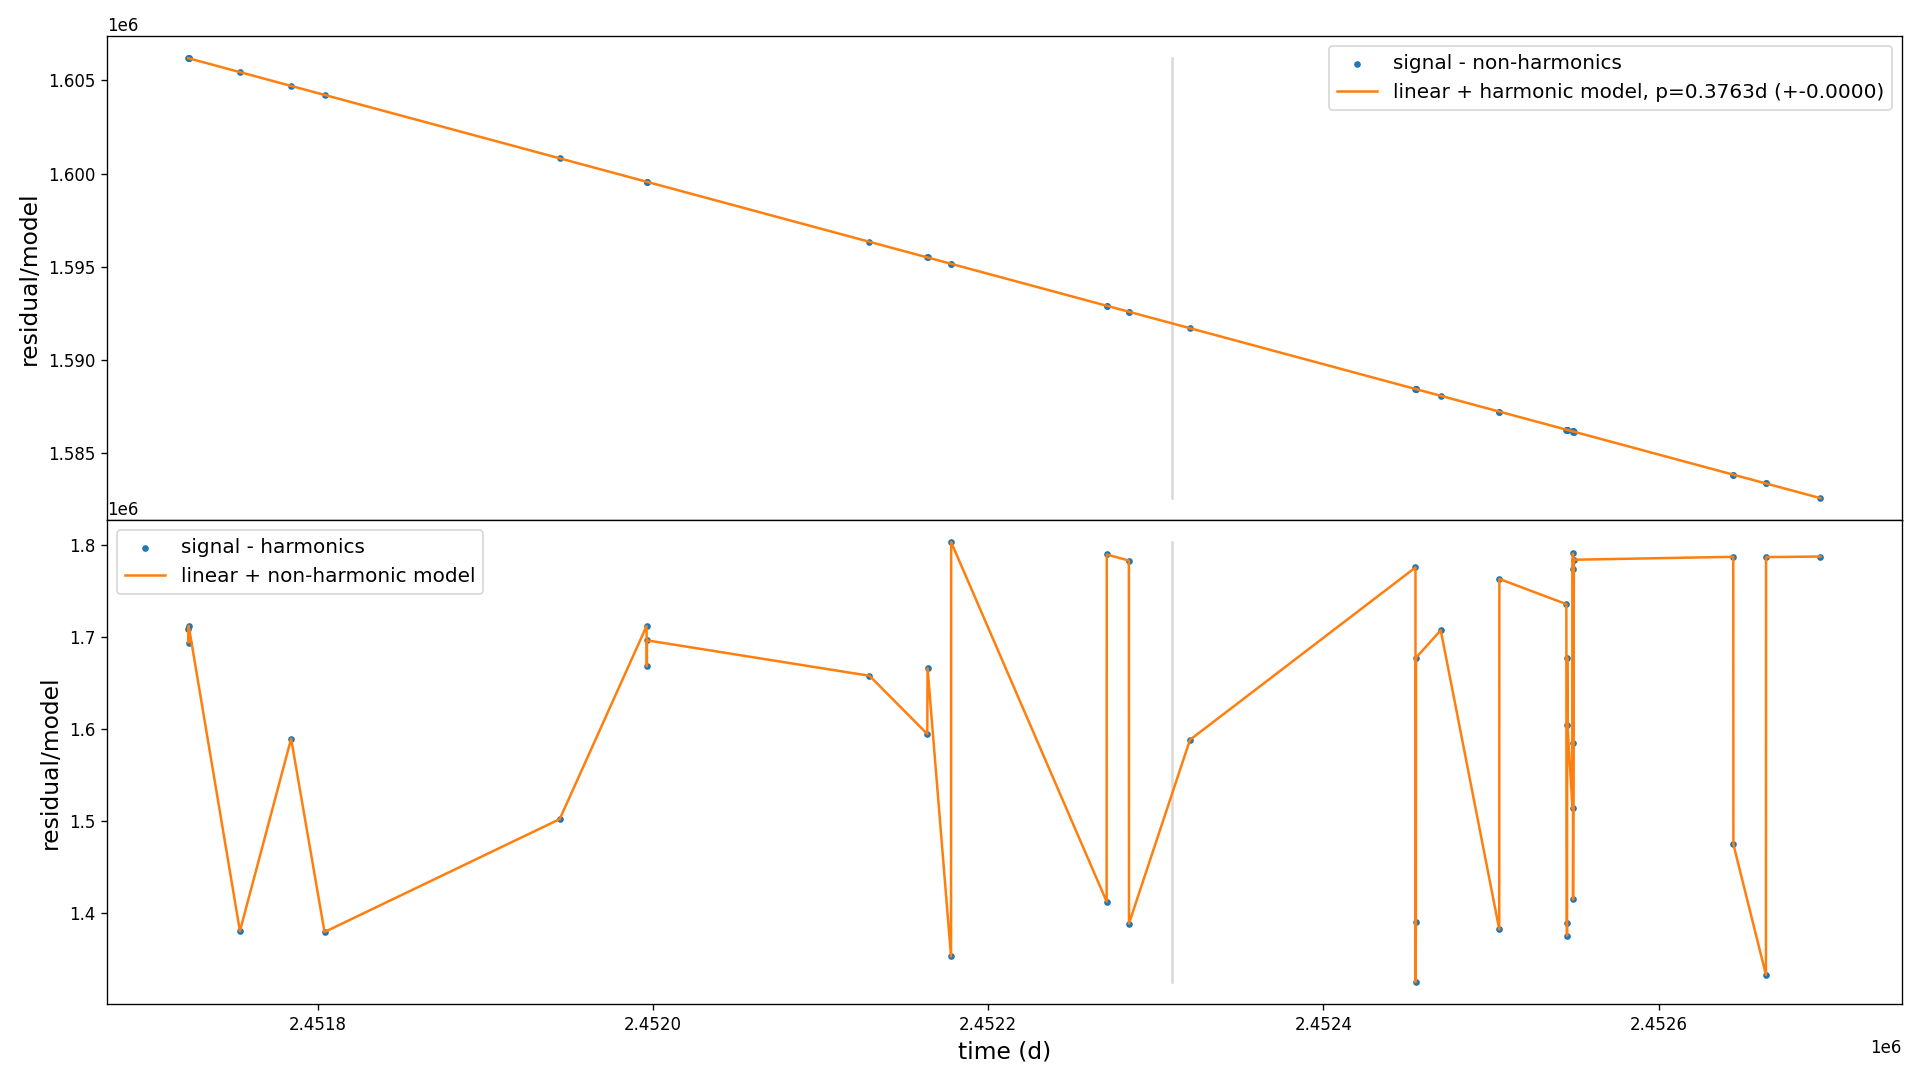 1e6
1.605
1.600
1.595
1.590
1.585
residual/model
signal - non-harmonics
linear + harmonic model, p=0.3763d (+-0.0000)
1e6
1.8
1.7
1.6
1.5
1.4
residual/model
signal - harmonics
linear + non-harmonic model
2.4518 2.4520 2.4522 2.4524 2.4526
time (d)
1e6